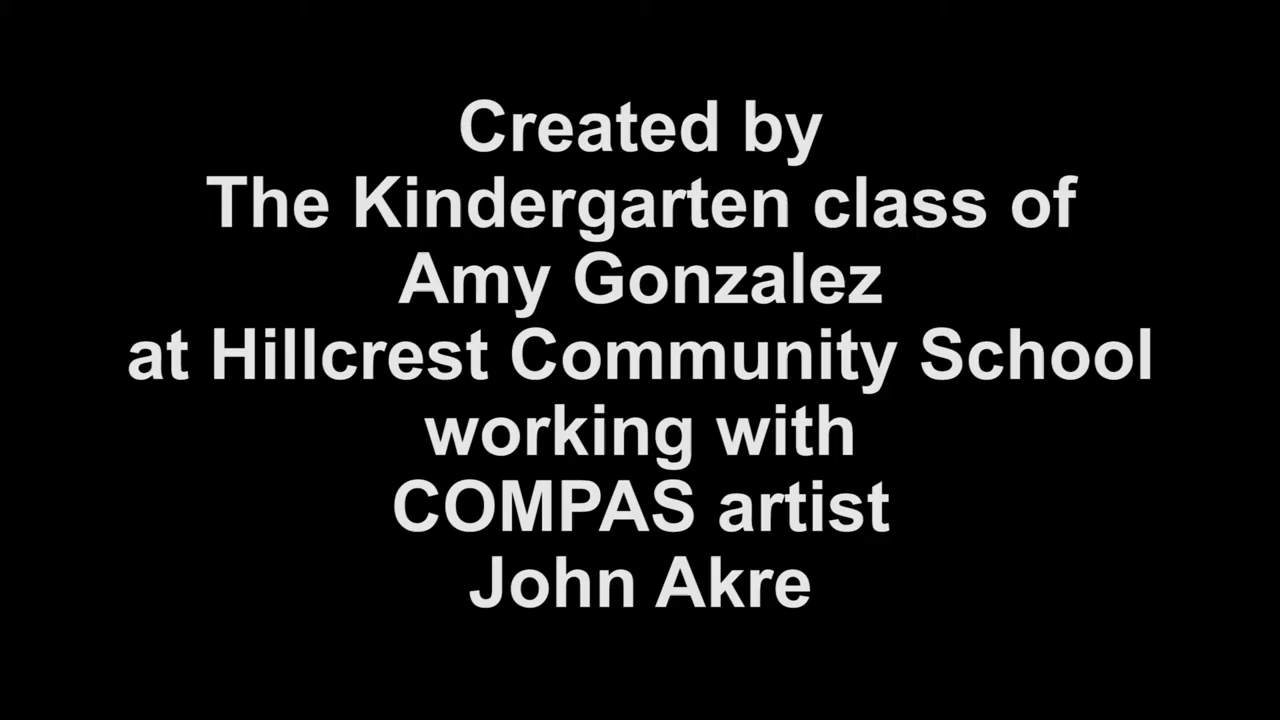 Created by
The Kindergarten class of
Amy Gonzalez
at Hillcrest Community School
working with
COMPAS artist
John Akre